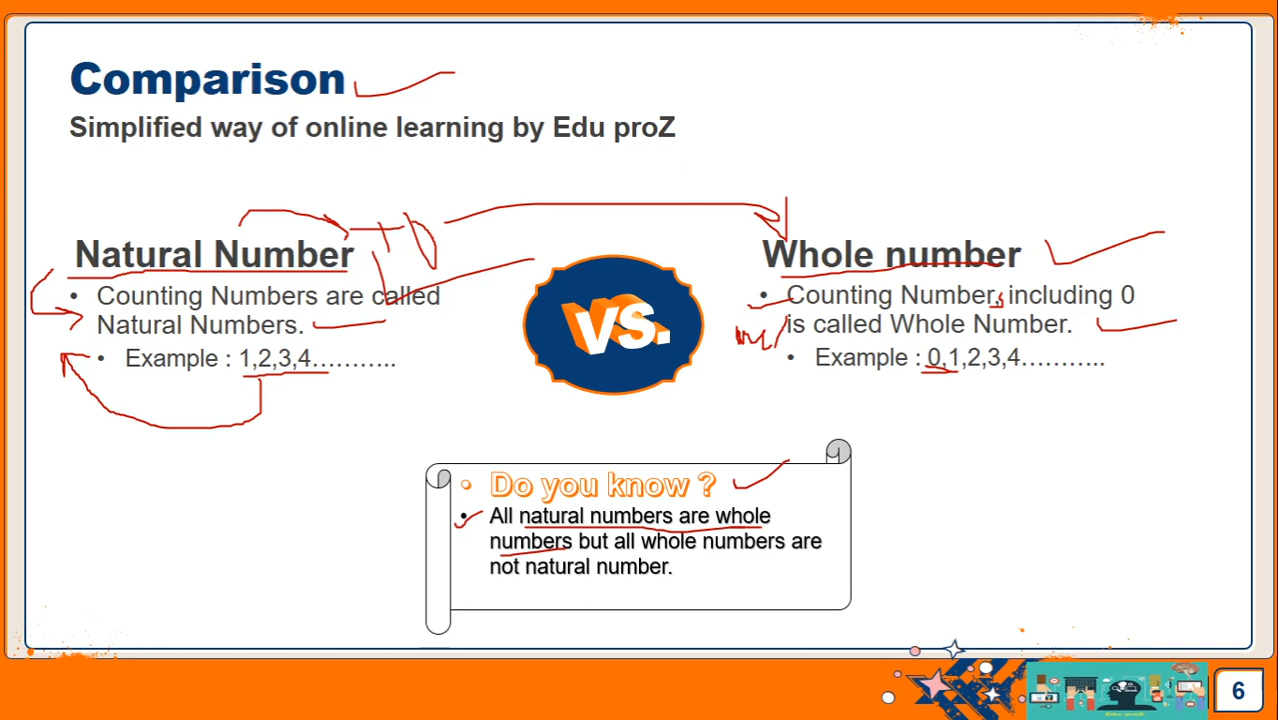 Comparison
Simplified way of online learning by Edu proZ
+0
Natural Number
• Counting Numbers are called
Natural Numbers.
• Example : 1,2,3,4………..
VS.
Whole number
• Counting Number,s including 0
is called Whole Number.
• Example : 0,1,2,3,4………..
• Do you know ?
• All natural numbers are whole
numbers but all whole numbers are
not natural number.
6